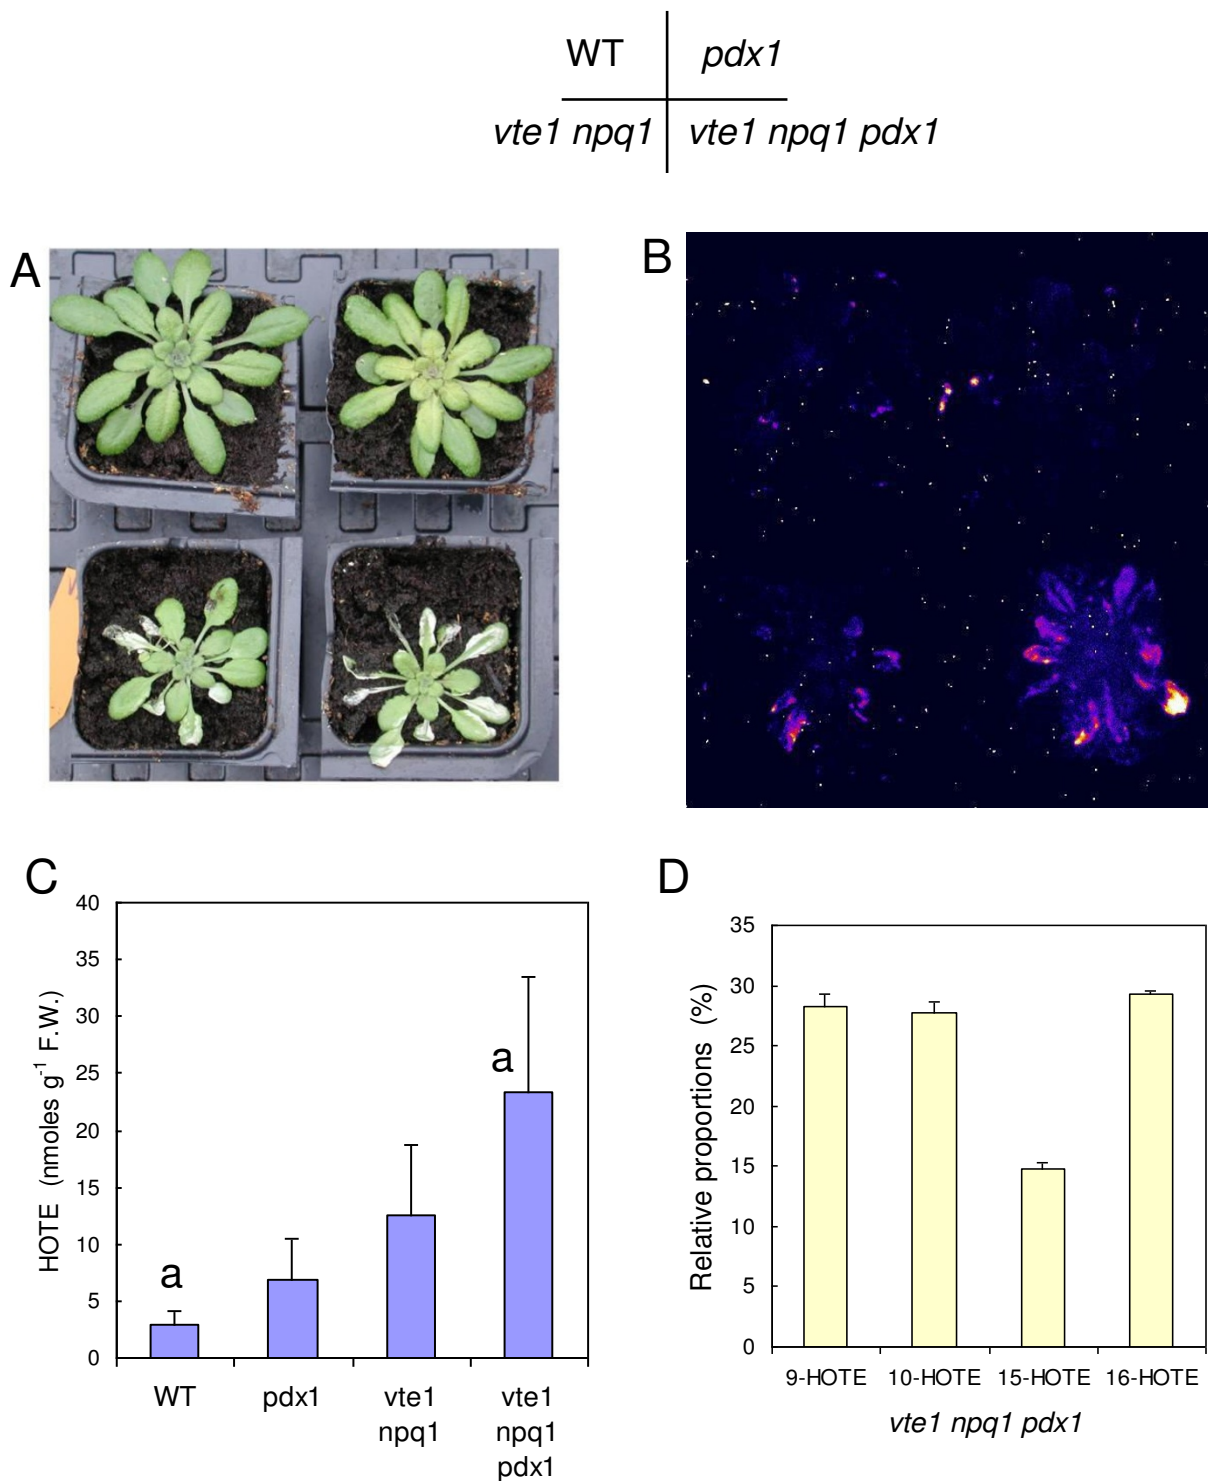 WT pdx1
vte1 npq1 vte1 npq1 pdx1
A
B
C
HOTE (nmoles g⁻¹ F.W.)
40
35
30
25
20
15
10
5
0
a
a
WT pdx1 vte1 vte1
npq1 npq1
pdx1
D
Relative proportions (%)
35
30
25
20
15
10
5
0
9-HOTE 10-HOTE 15-HOTE 16-HOTE
vte1 npq1 pdx1